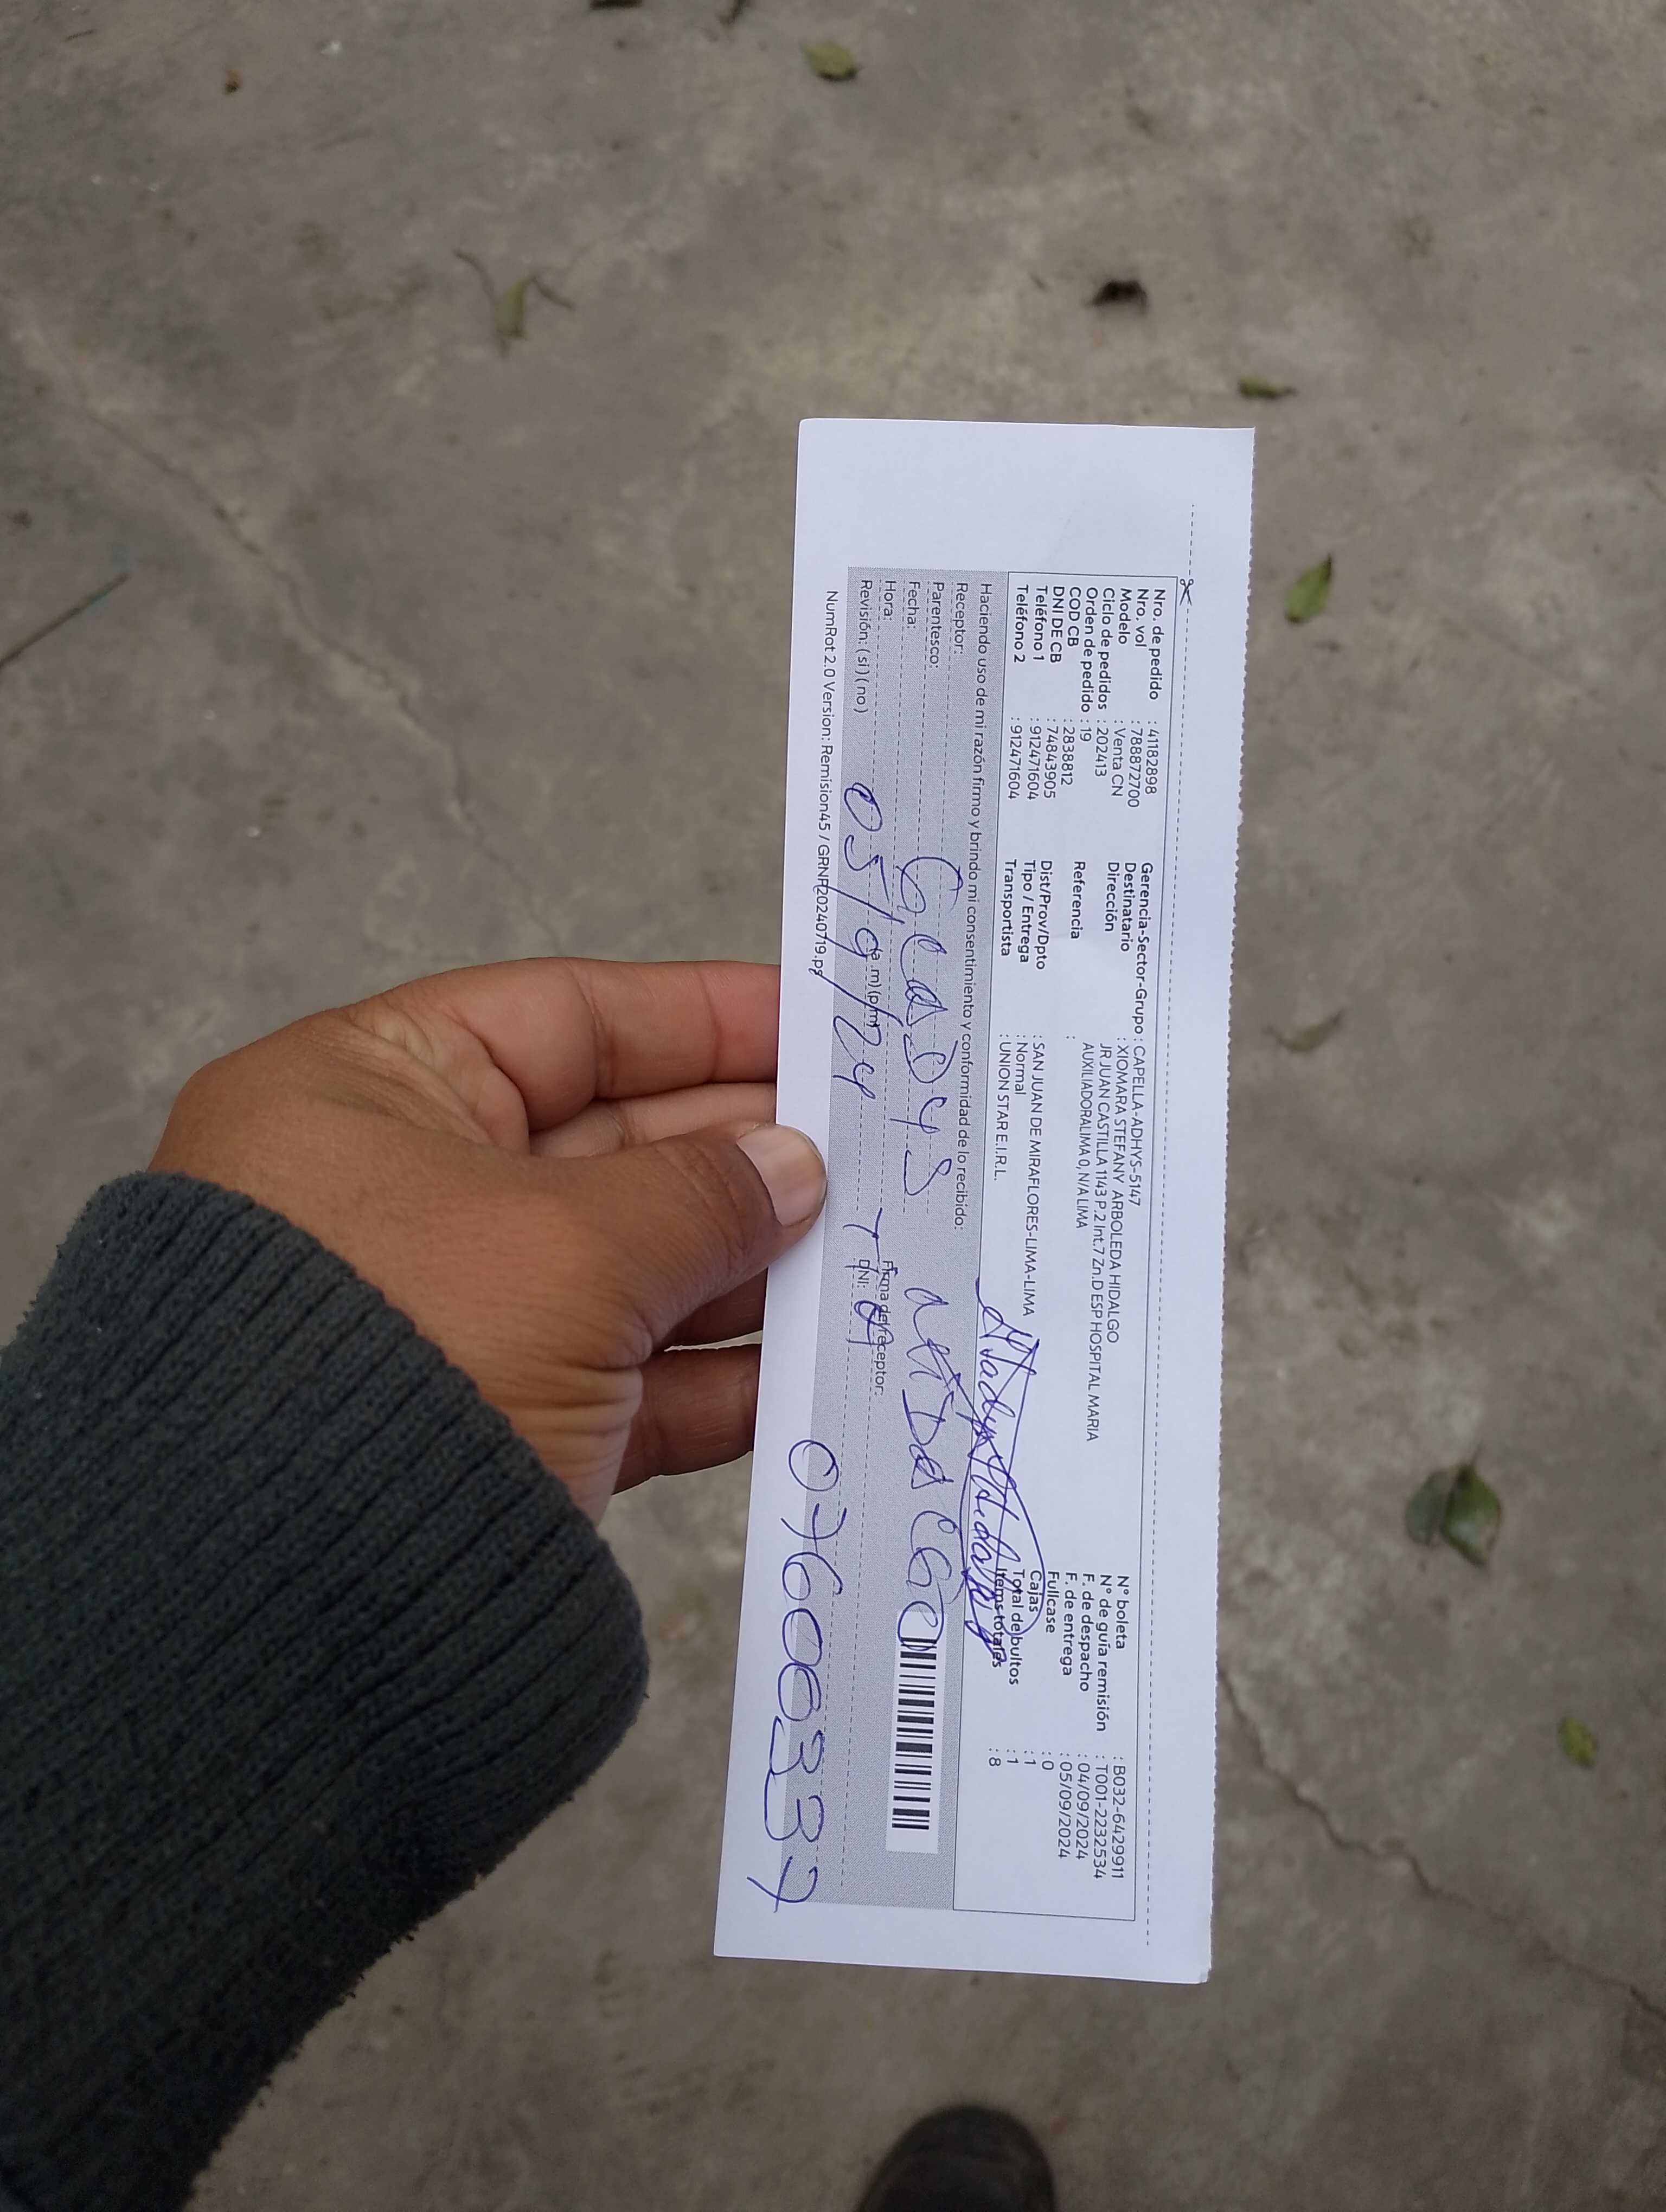 Nro. de pedido : 41182898
Nro. vol : 788872700
Modelo : Venta CN
Ciclo de pedidos : 202413
Orden de pedido : 19
COD CB : 2838812
DNI DE CB : 74843905
Teléfono 1 : 912471604
Teléfono 2 : 912471604
Gerencia-Sector-Grupo : CAPELLA-ADHYS-5147
Destinatario : XIOMARA STEFANY ARBOLEDA HIDALGO
Dirección JR JUAN CASTILLA 1143 P.2 Int.7 Zn.D ESP HOSPITAL MARIA
AUXILIADORALIMA 0, N/A LIMA
Referencia :
Dist/Prov/Dpto : SAN JUAN DE MIRAFLORES-LIMA-LIMA
Tipo / Entrega : Normal
Transportista : UNION STAR E.I.R.L.
N° boleta : B032-6429911
N° de guía remisión : T001-2232534
F. de despacho : 04/09/2024
F. de entrega : 05/09/2024
Fullcase : 0
Cajas : 1
Total de bultos : 1
Items totales : 8
Haciendo uso de mi razón firmo y brindo mi consentimiento y conformidad de lo recibido:
Receptor:
Parentesco:
Fecha:
Hora: (a.m) (p.m)
Revisión: (si) (no)
Firma del receptor:
DNI:
05/9/24
07600337
NumRot 2.0 Version: Remision45 / GRNP20240719.pg